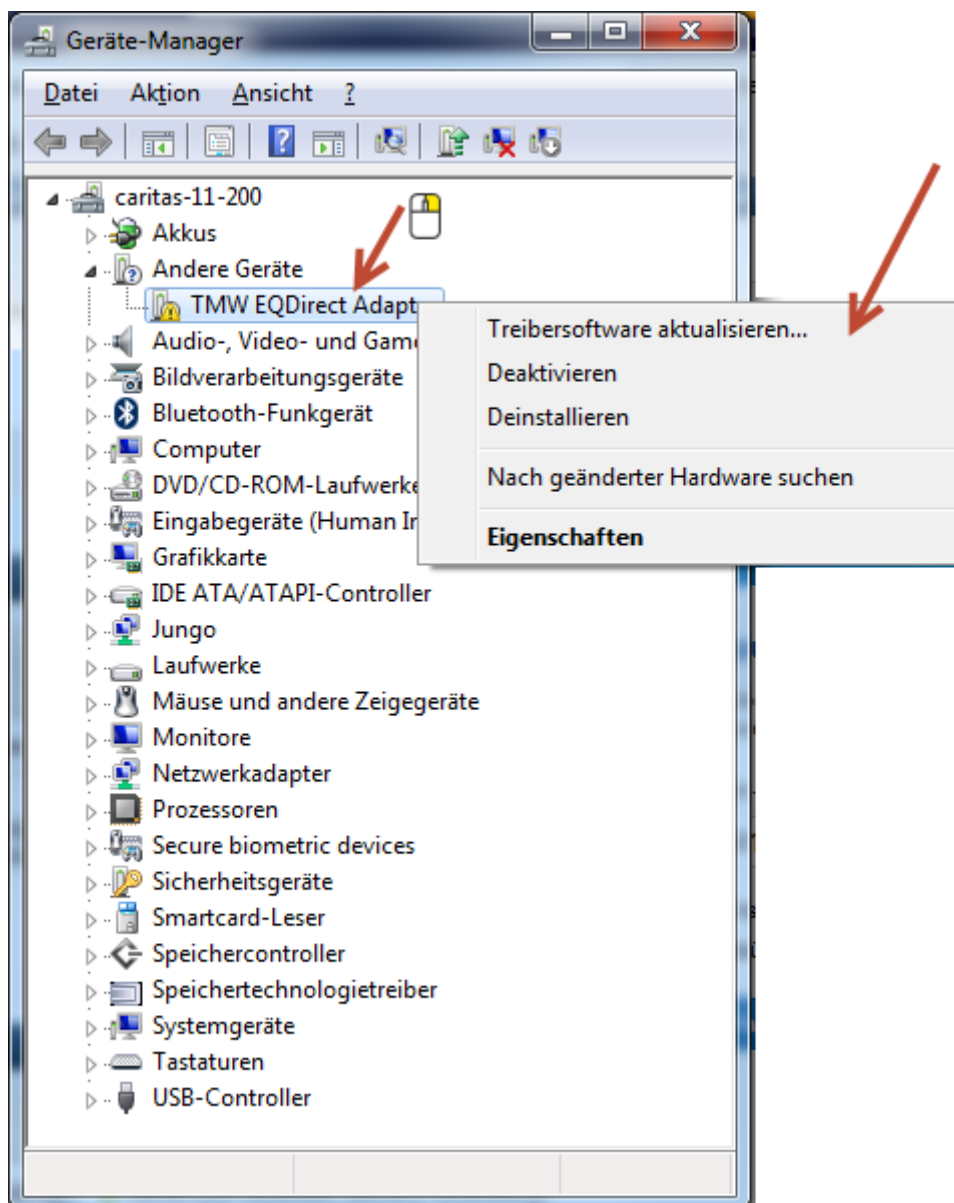 Geräte-Manager
Datei Aktion Ansicht ?
caritas-11-200
Akkus
Andere Geräte
TMW EQDirect Adapt
Treibersoftware aktualisieren...
Deaktivieren
Deinstallieren
Nach geänderter Hardware suchen
Eigenschaften
Audio-, Video- und Gam
Bildverarbeitungsgeräte
Bluetooth-Funkgerät
Computer
DVD/CD-ROM-Laufwerke
Eingabegeräte (Human In
Grafikkarte
IDE ATA/ATAPI-Controller
Jungo
Laufwerke
Mäuse und andere Zeigegeräte
Monitore
Netzwerkadapter
Prozessoren
Secure biometric devices
Sicherheitsgeräte
Smartcard-Leser
Speichercontroller
Speichertechnologietreiber
Systemgeräte
Tastaturen
USB-Controller